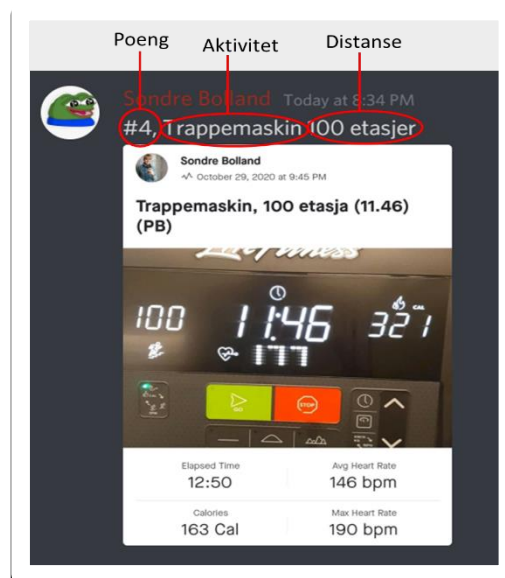 Poeng Aktivitet Distanse
Sondre Bolland Today at 8:34 PM
#4, Trappemaskin 100 etasjer
Sondre Bolland
October 29, 2020 at 9:45 PM
Trappemaskin, 100 etasja (11.46)
(PB)
LifeFitness
100 11:46 321 CAL
177
GO STOP
Elapsed Time Avg Heart Rate
12:50 146 bpm
Calories Max Heart Rate
163 Cal 190 bpm